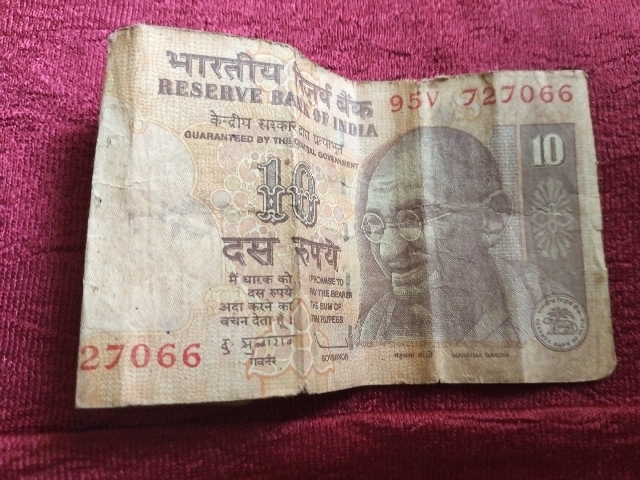 भारतीय रिज़र्व बैंक
RESERVE BANK OF INDIA
95V 727066
केन्द्रीय सरकार द्वारा प्रत्याभूत
GUARANTEED BY THE CENTRAL GOVERNMENT
10
10
दस रुपये
मैं धारक को
दस रुपये
अदा करने का
वचन देता हूँ।
I PROMISE TO
PAY THE BEARER
THE SUM OF
TEN RUPEES
गवर्नर
GOVERNOR
27066
महात्मा गांधी MAHATMA GANDHI